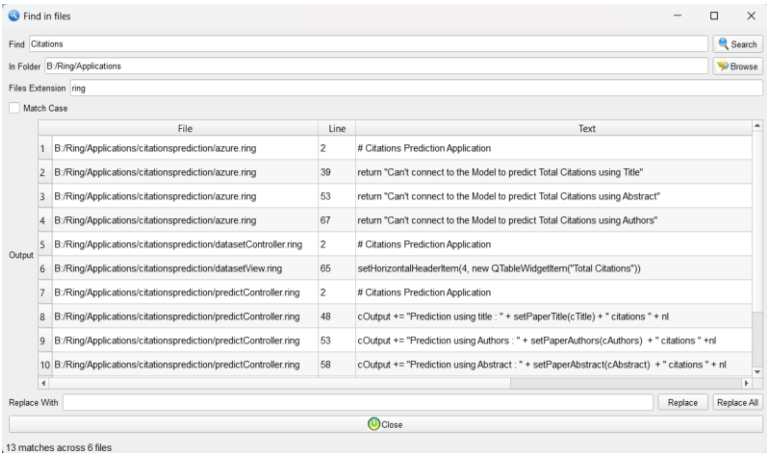 Find in files
Find Citations Search
In Folder B:/Ring/Applications Browse
Files Extension ring
Match Case
File Line Text
1 B:/Ring/Applications/citationsprediction/azure.ring 2 # Citations Prediction Application
2 B:/Ring/Applications/citationsprediction/azure.ring 39 return "Can't connect to the Model to predict Total Citations using Title"
3 B:/Ring/Applications/citationsprediction/azure.ring 53 return "Can't connect to the Model to predict Total Citations using Abstract"
4 B:/Ring/Applications/citationsprediction/azure.ring 67 return "Can't connect to the Model to predict Total Citations using Authors"
Output
5 B:/Ring/Applications/citationsprediction/datasetController.ring 2 # Citations Prediction Application
6 B:/Ring/Applications/citationsprediction/datasetView.ring 65 setHorizontalHeaderItem(4, new QTableWidgetItem("Total Citations"))
7 B:/Ring/Applications/citationsprediction/predictController.ring 2 # Citations Prediction Application
8 B:/Ring/Applications/citationsprediction/predictController.ring 48 cOutput += "Prediction using title : " + setPaperTitle(cTitle) + " citations " + nl
9 B:/Ring/Applications/citationsprediction/predictController.ring 53 cOutput += "Prediction using Authors : " + setPaperAuthors(cAuthors) + " citations " +nl
10 B:/Ring/Applications/citationsprediction/predictController.ring 58 cOutput += "Prediction using Abstract : " + setPaperAbstract(cAbstract) + " citations " + nl
Replace With Replace Replace All
Close
13 matches across 6 files